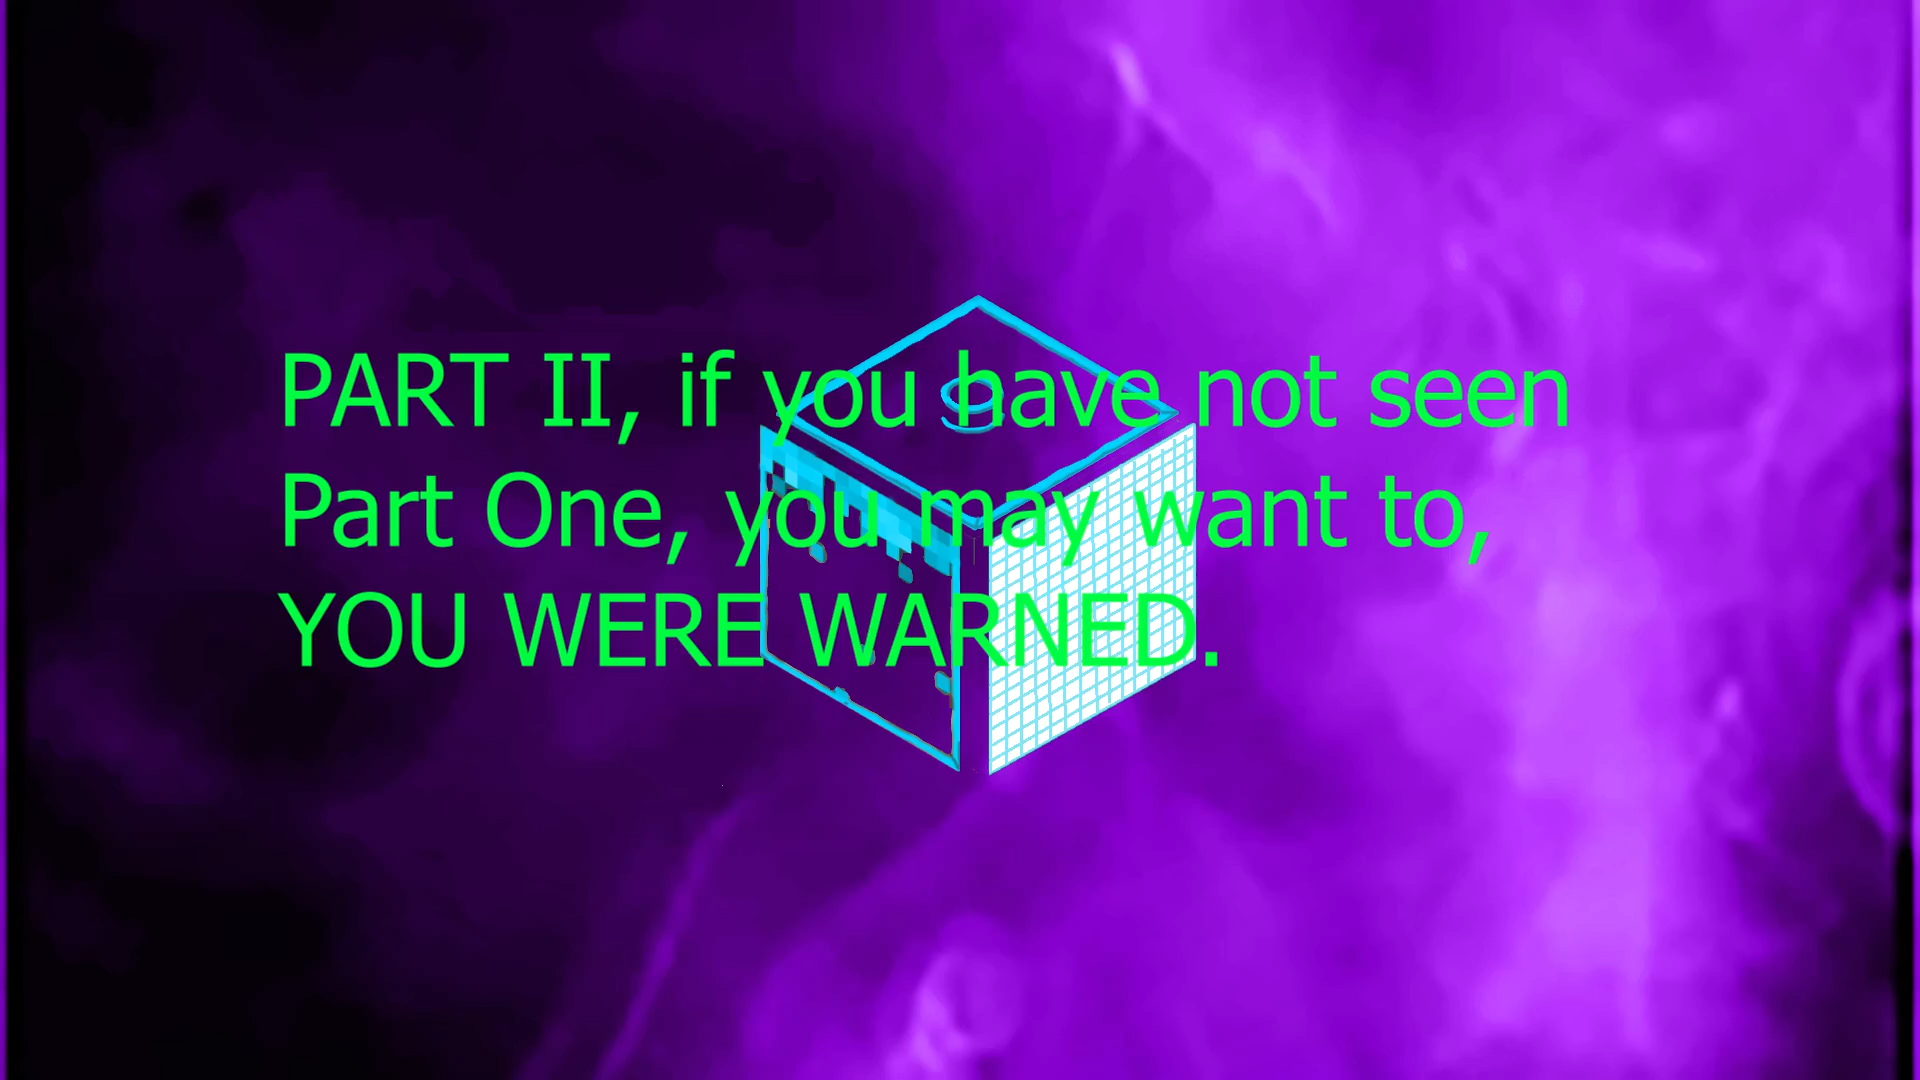 PART II, if you have not seen
Part One, you may want to,
YOU WERE WARNED.